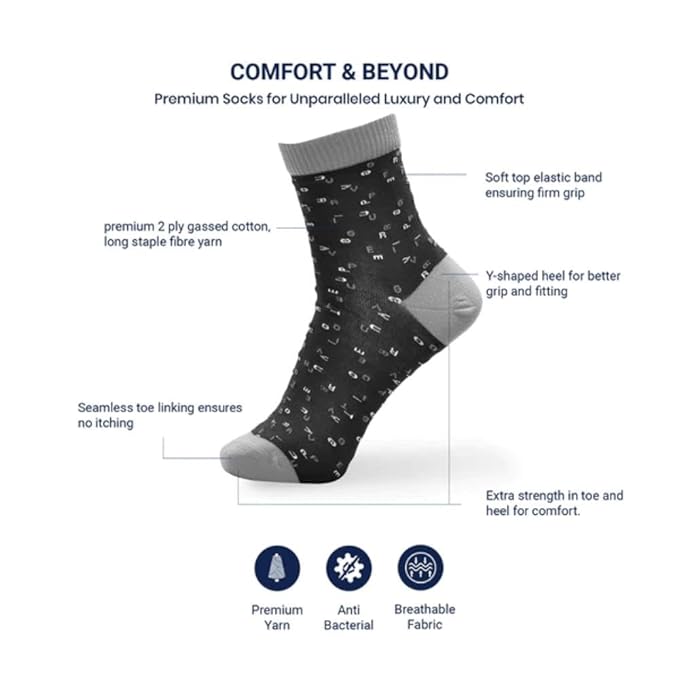 COMFORT & BEYOND
Premium Socks for Unparalleled Luxury and Comfort
Soft top elastic band
ensuring firm grip
premium 2 ply gassed cotton,
long staple fibre yarn
Y-shaped heel for better
grip and fitting
Seamless toe linking ensures
no itching
Extra strength in toe and
heel for comfort.
Premium
Yarn
Anti
Bacterial
Breathable
Fabric